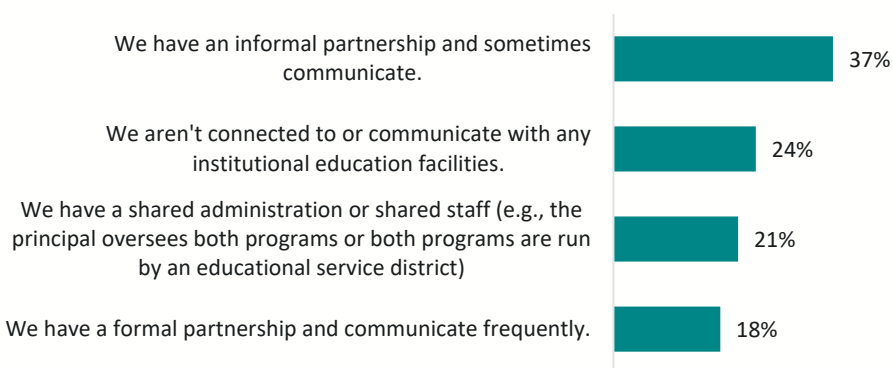 We have an informal partnership and sometimes
communicate.
37%
We aren't connected to or communicate with any
institutional education facilities.
24%
We have a shared administration or shared staff (e.g., the
principal oversees both programs or both programs are run
by an educational service district)
21%
We have a formal partnership and communicate frequently.
18%